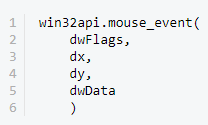 1 win32api.mouse_event(
2     dwFlags,
3     dx,
4     dy,
5     dwData
6     )